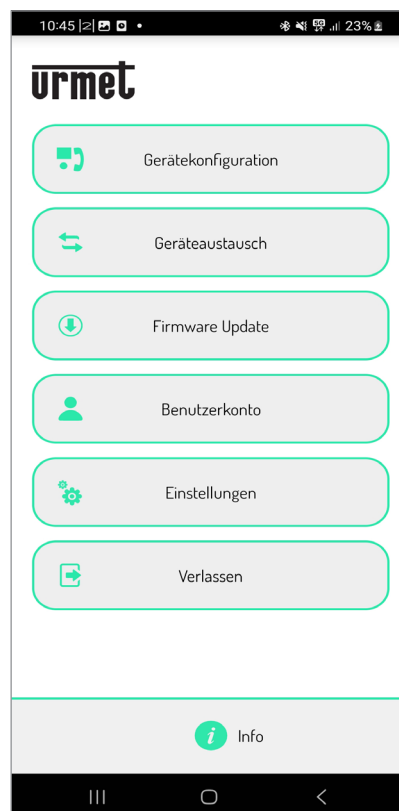 10:45
23%
urmet
Gerätekonfiguration
Geräteaustausch
Firmware Update
Benutzerkonto
Einstellungen
Verlassen
i Info